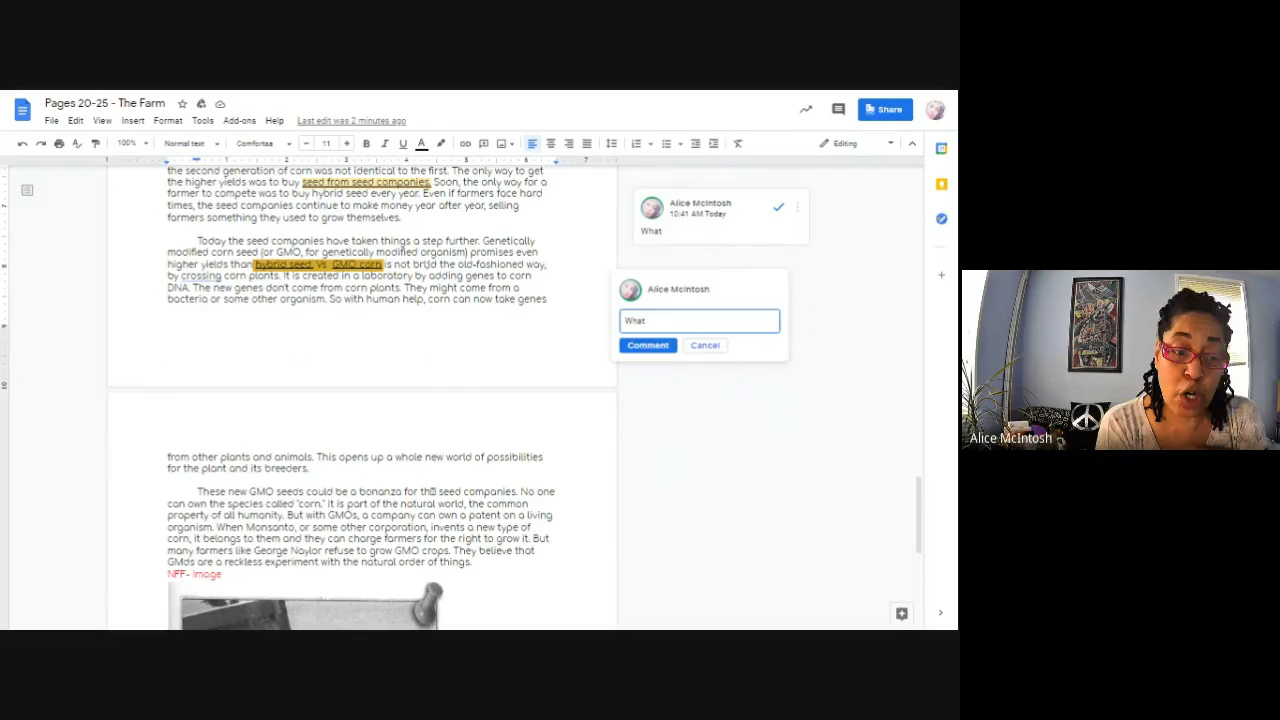 Pages 20-25 - The Farm
File Edit View Insert Format Tools Add-ons Help Last edit was 2 minutes ago
Share
100% Normal text Comfortaa 11 Editing
1 1 2 3 4 5 6 7
the second generation of corn was not identical to the first. The only way to get
the higher yields was to buy seed from seed companies. Soon, the only way for a
farmer to compete was to buy hybrid seed every year. Even if farmers face hard
times, the seed companies continue to make money year after year, selling
farmers something they used to grow themselves.
Today the seed companies have taken things a step further. Genetically
modified corn seed (or GMO, for genetically modified organism) promises even
higher yields than hybrid seed. Vs GMO corn is not brid the old-fashioned way,
by crossing corn plants. It is created in a laboratory by adding genes to corn
DNA. The new genes don't come from corn plants. They might come from a
bacteria or some other organism. So with human help, corn can now take genes
from other plants and animals. This opens up a whole new world of possibilities
for the plant and its breeders.
These new GMO seeds could be a bonanza for the seed companies. No one
can own the species called "corn." It is part of the natural world, the common
property of all humanity. But with GMOs, a company can own a patent on a living
organism. When Monsanto, or some other corporation, invents a new type of
corn, it belongs to them and they can charge farmers for the right to grow it. But
many farmers like George Naylor refuse to grow GMO crops. They believe that
GMOs are a reckless experiment with the natural order of things.
NFF- Image
Alice McIntosh
10:41 AM Today
What
Alice McIntosh
What
Comment Cancel
Alice McIntosh